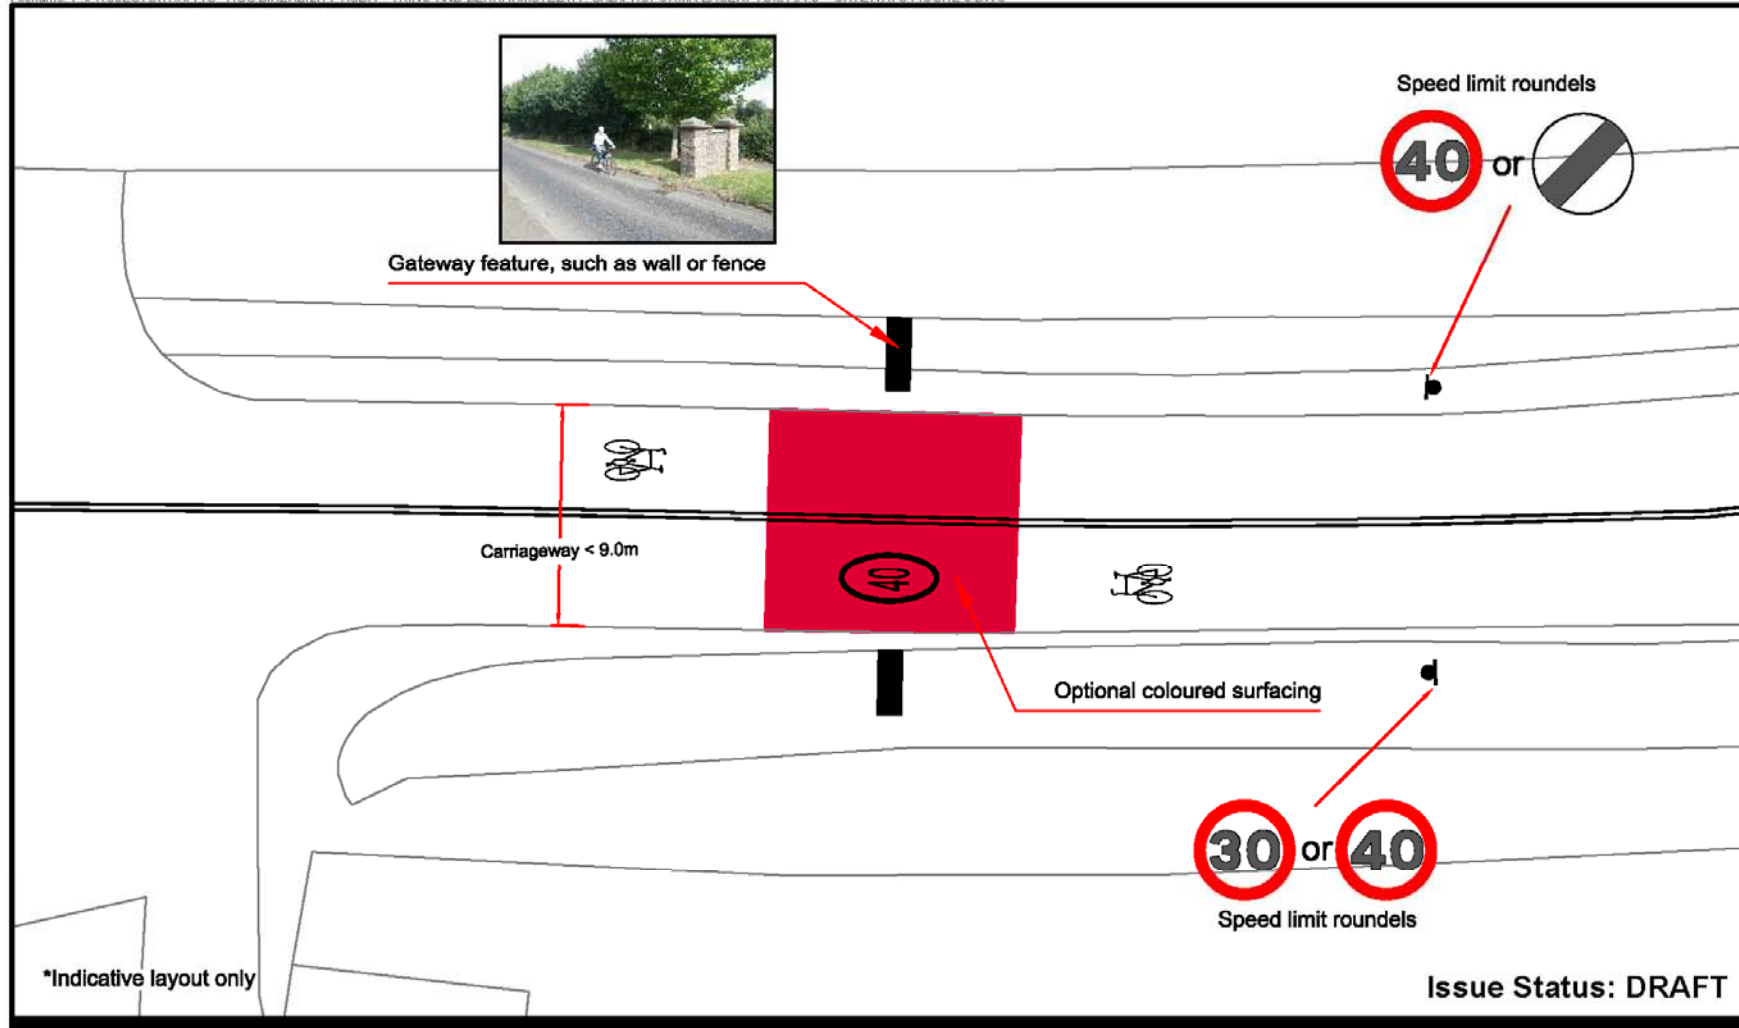 Speed limit roundels
40 or
Gateway feature, such as wall or fence
Carriageway < 9.0m
40
Optional coloured surfacing
30 or 40
Speed limit roundels
*Indicative layout only
Issue Status: DRAFT